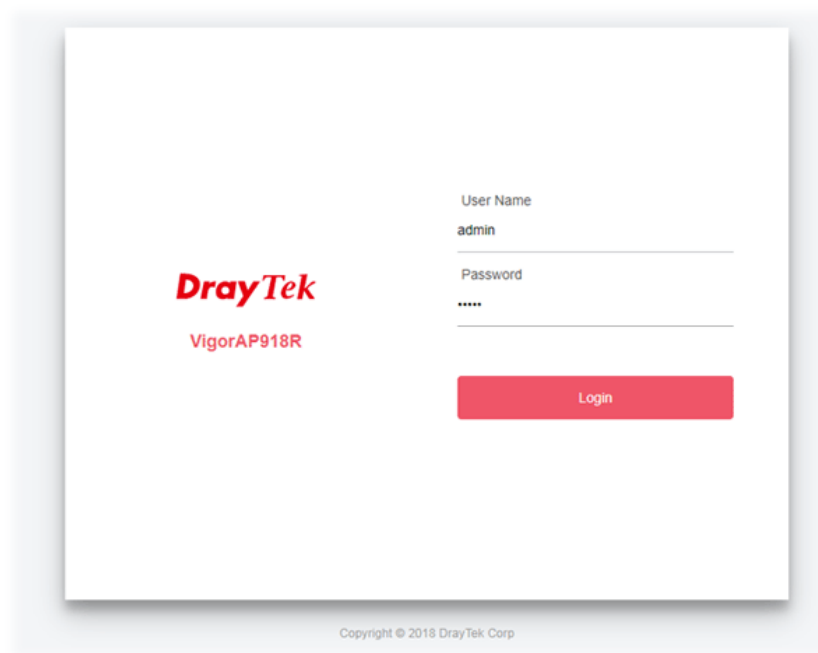 User Name
admin
Password
•••••
DrayTek
VigorAP918R
Login
Copyright © 2018 DrayTek Corp